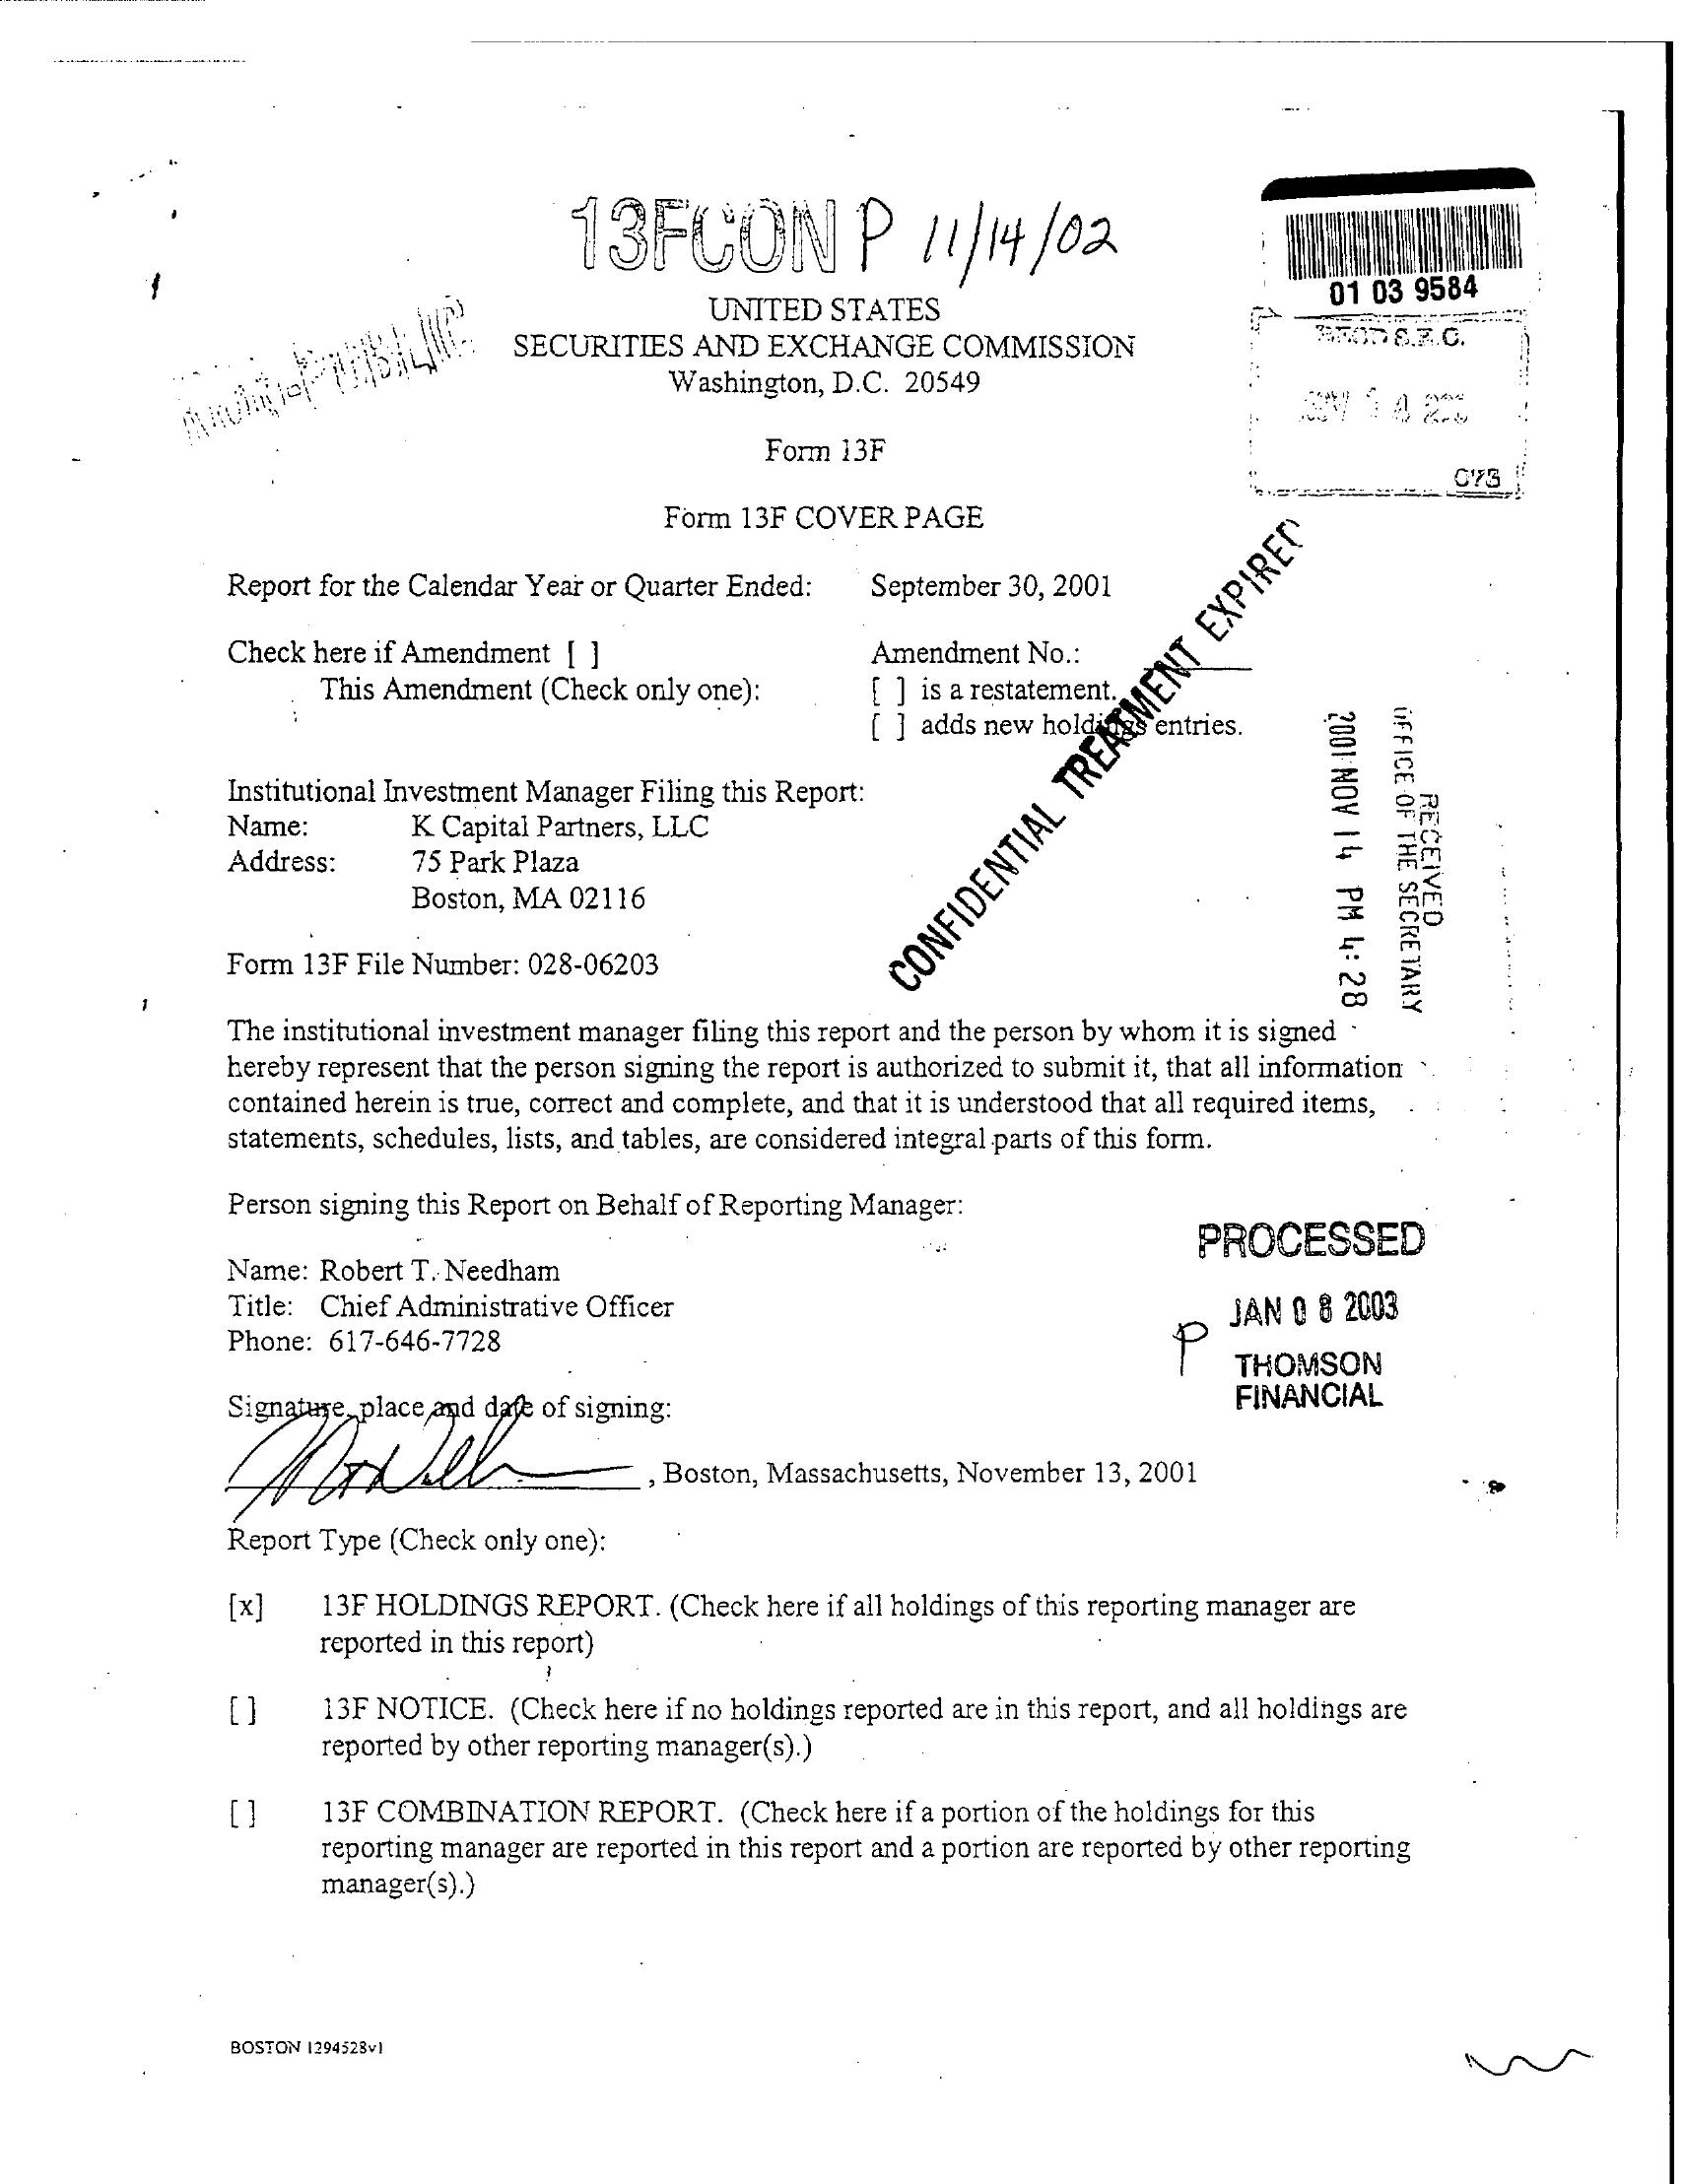 13FCONP 11/14/02
01 03 9584
UNITED STATES
SECURITIES AND EXCHANGE COMMISSION
Washington, D.C. 20549
REC'D S.E.C.
Form 13F
Form 13F COVER PAGE
CONFIDENTIAL TREATMENT EXPIRED
Report for the Calendar Year or Quarter Ended: September 30, 2001
Check here if Amendment [ ] Amendment No.:
This Amendment (Check only one): [ ] is a restatement.
[ ] adds new holdings entries.
RECEIVED
OFFICE OF THE SECRETARY
2001 NOV 14 PM 4: 28
Institutional Investment Manager Filing this Report:
Name: K Capital Partners, LLC
Address: 75 Park Plaza
Boston, MA 02116
Form 13F File Number: 028-06203
The institutional investment manager filing this report and the person by whom it is signed
hereby represent that the person signing the report is authorized to submit it, that all information
contained herein is true, correct and complete, and that it is understood that all required items,
statements, schedules, lists, and tables, are considered integral parts of this form.
Person signing this Report on Behalf of Reporting Manager:
Name: Robert T. Needham
Title: Chief Administrative Officer
Phone: 617-646-7728
PROCESSED
JAN 08 2003
P THOMSON
FINANCIAL
Signature, place and date of signing:
, Boston, Massachusetts, November 13, 2001
Report Type (Check only one):
[x] 13F HOLDINGS REPORT. (Check here if all holdings of this reporting manager are
reported in this report)
[ ] 13F NOTICE. (Check here if no holdings reported are in this report, and all holdings are
reported by other reporting manager(s).)
[ ] 13F COMBINATION REPORT. (Check here if a portion of the holdings for this
reporting manager are reported in this report and a portion are reported by other reporting
manager(s).)
BOSTON 1294528v1